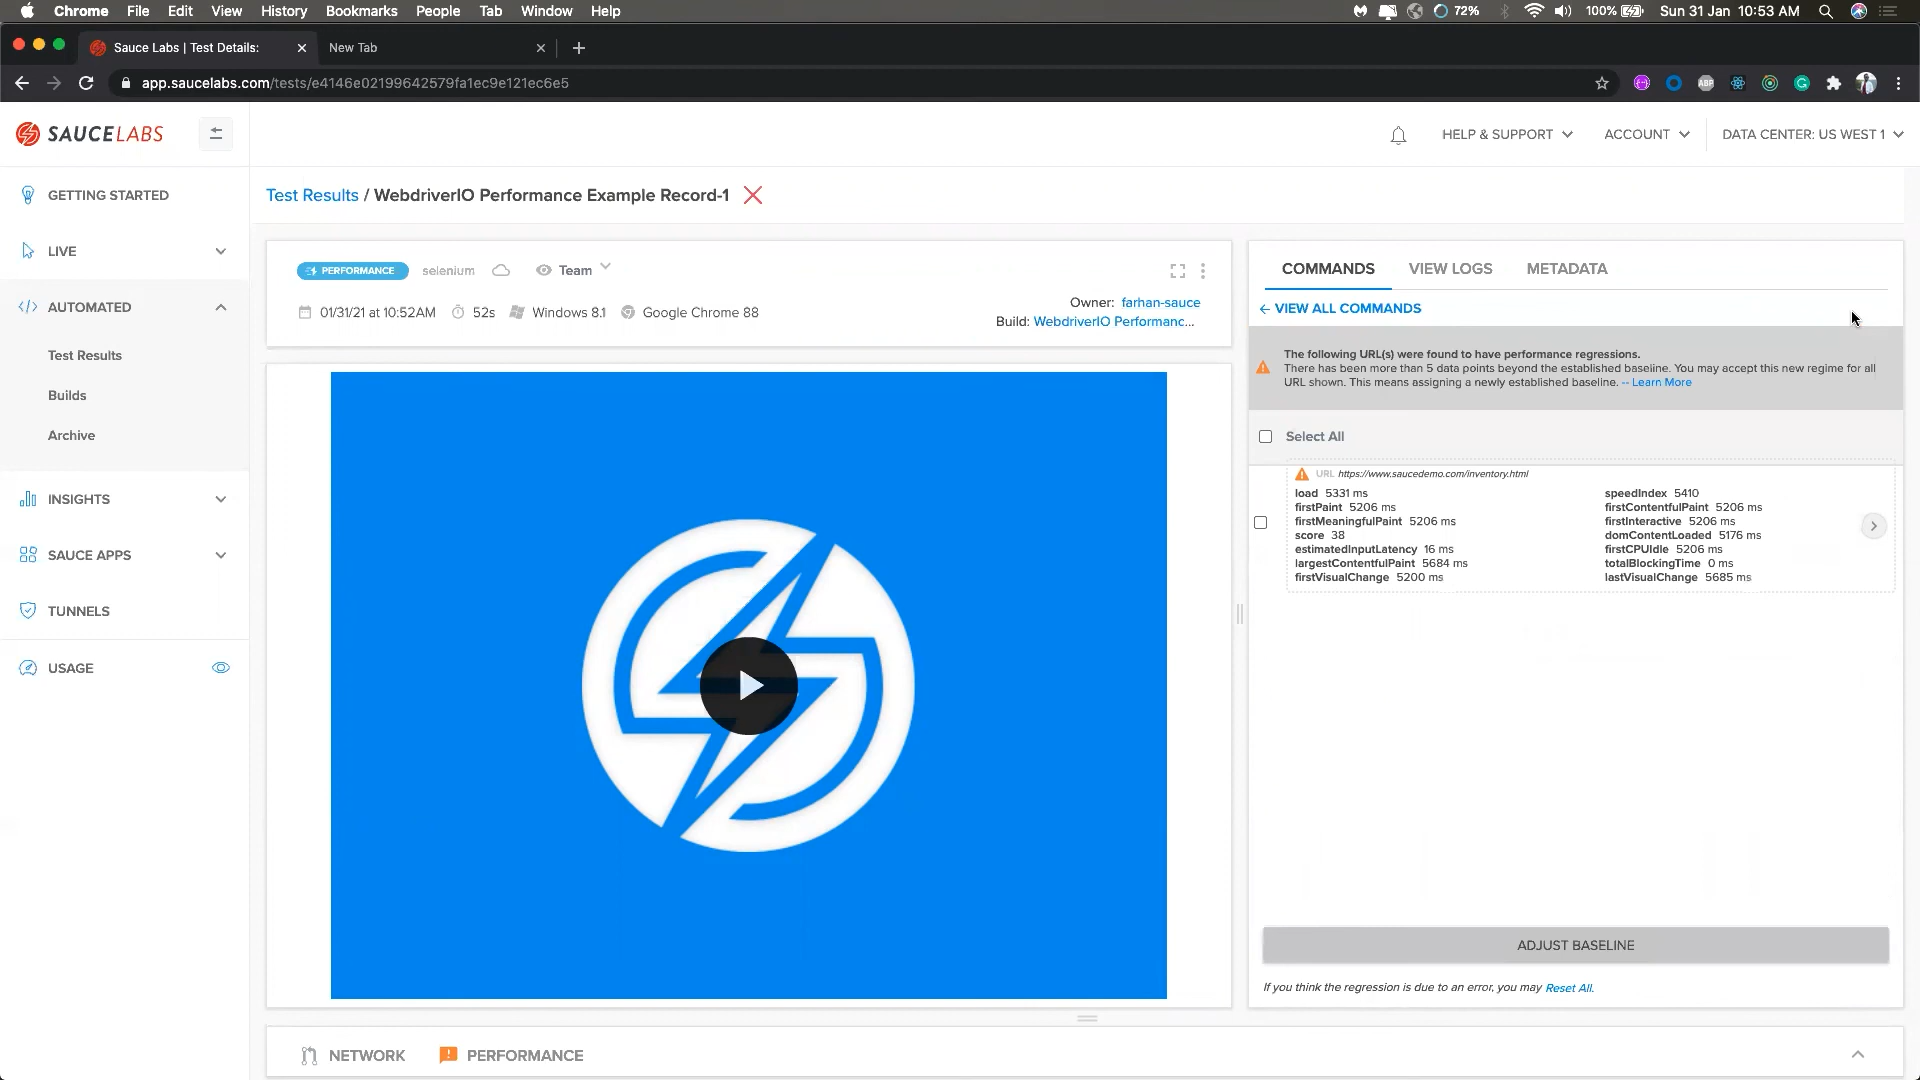 Chrome File Edit View History Bookmarks People Tab Window Help 72% 100% Sun 31 Jan 10:53 AM
Sauce Labs | Test Details: New Tab
app.saucelabs.com/tests/e4146e02199642579fa1ec9e121ec6e5
ABP
SAUCELABS
HELP & SUPPORT ACCOUNT DATA CENTER: US WEST 1
GETTING STARTED
LIVE
AUTOMATED
Test Results
Builds
Archive
INSIGHTS
SAUCE APPS
TUNNELS
USAGE
Test Results / WebdriverIO Performance Example Record-1
PERFORMANCE selenium Team
01/31/21 at 10:52AM 52s Windows 8.1 Google Chrome 88
Owner: farhan-sauce
Build: WebdriverIO Performanc...
COMMANDS VIEW LOGS METADATA
← VIEW ALL COMMANDS
The following URL(s) were found to have performance regressions.
There has been more than 5 data points beyond the established baseline. You may accept this new regime for all
URL shown. This means assigning a newly established baseline. -- Learn More
Select All
URL https://www.saucedemo.com/inventory.html
load 5331 ms speedIndex 5410
firstPaint 5206 ms firstContentfulPaint 5206 ms
firstMeaningfulPaint 5206 ms firstInteractive 5206 ms
score 38 domContentLoaded 5176 ms
estimatedInputLatency 16 ms firstCPUIdle 5206 ms
largestContentfulPaint 5684 ms totalBlockingTime 0 ms
firstVisualChange 5200 ms lastVisualChange 5685 ms
ADJUST BASELINE
If you think the regression is due to an error, you may Reset All.
NETWORK PERFORMANCE